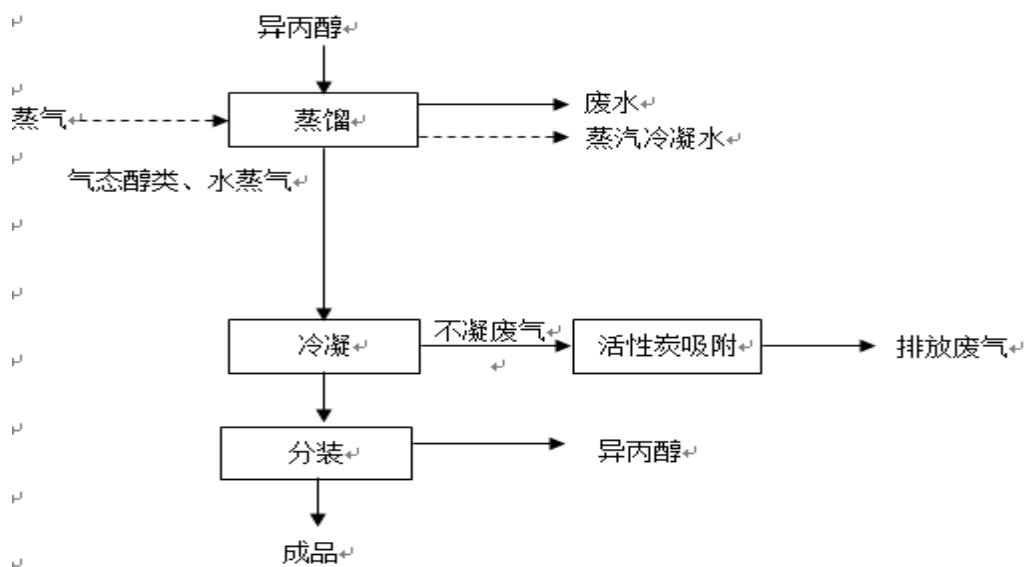 异丙醇
蒸气
蒸馏
废水
蒸汽冷凝水
气态醇类、水蒸气
冷凝
不凝废气
活性炭吸附
排放废气
分装
异丙醇
成品